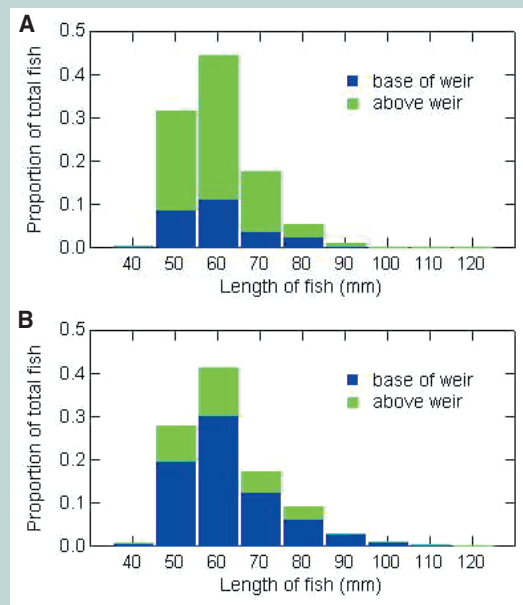 A
Proportion of total fish
0.5
0.4
0.3
0.2
0.1
0.0
base of weir
above weir
40 50 60 70 80 90 100 110 120
Length of fish (mm)
B
Proportion of total fish
0.5
0.4
0.3
0.2
0.1
0.0
base of weir
above weir
40 50 60 70 80 90 100 110 120
Length of fish (mm)